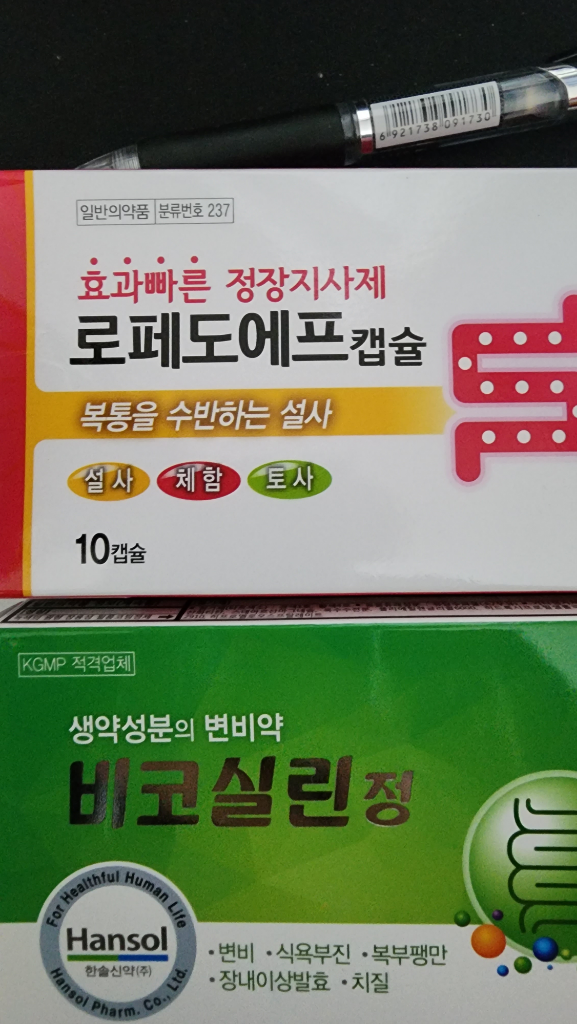 6 921738 091730
일반의약품 분류번호 237
효과빠른 정장지사제
로페도에프캡슐
복통을 수반하는 설사
설사 체함 토사
10캡슐
KGMP 적격업체
생약성분의 변비약
비코실린정
For Healthful Human Life
Hansol
한솔신약(주)
Hansol Pharm. Co., Ltd.
·변비 ·식욕부진 ·복부팽만
·장내이상발효 ·치질